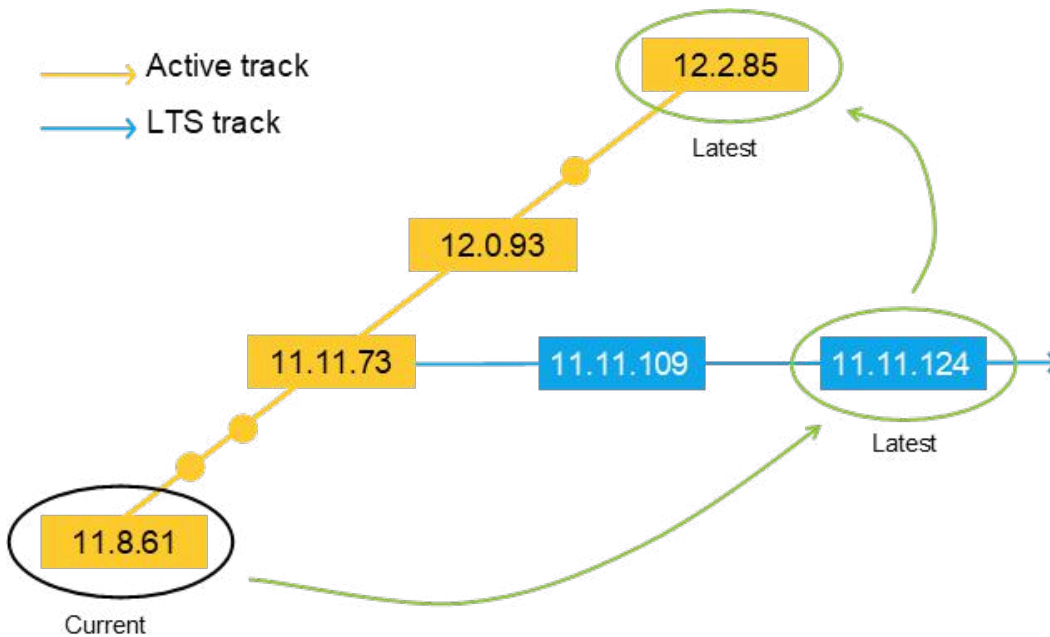 Active track
LTS track
12.2.85
Latest
12.0.93
11.11.73
11.11.109
11.11.124
Latest
11.8.61
Current